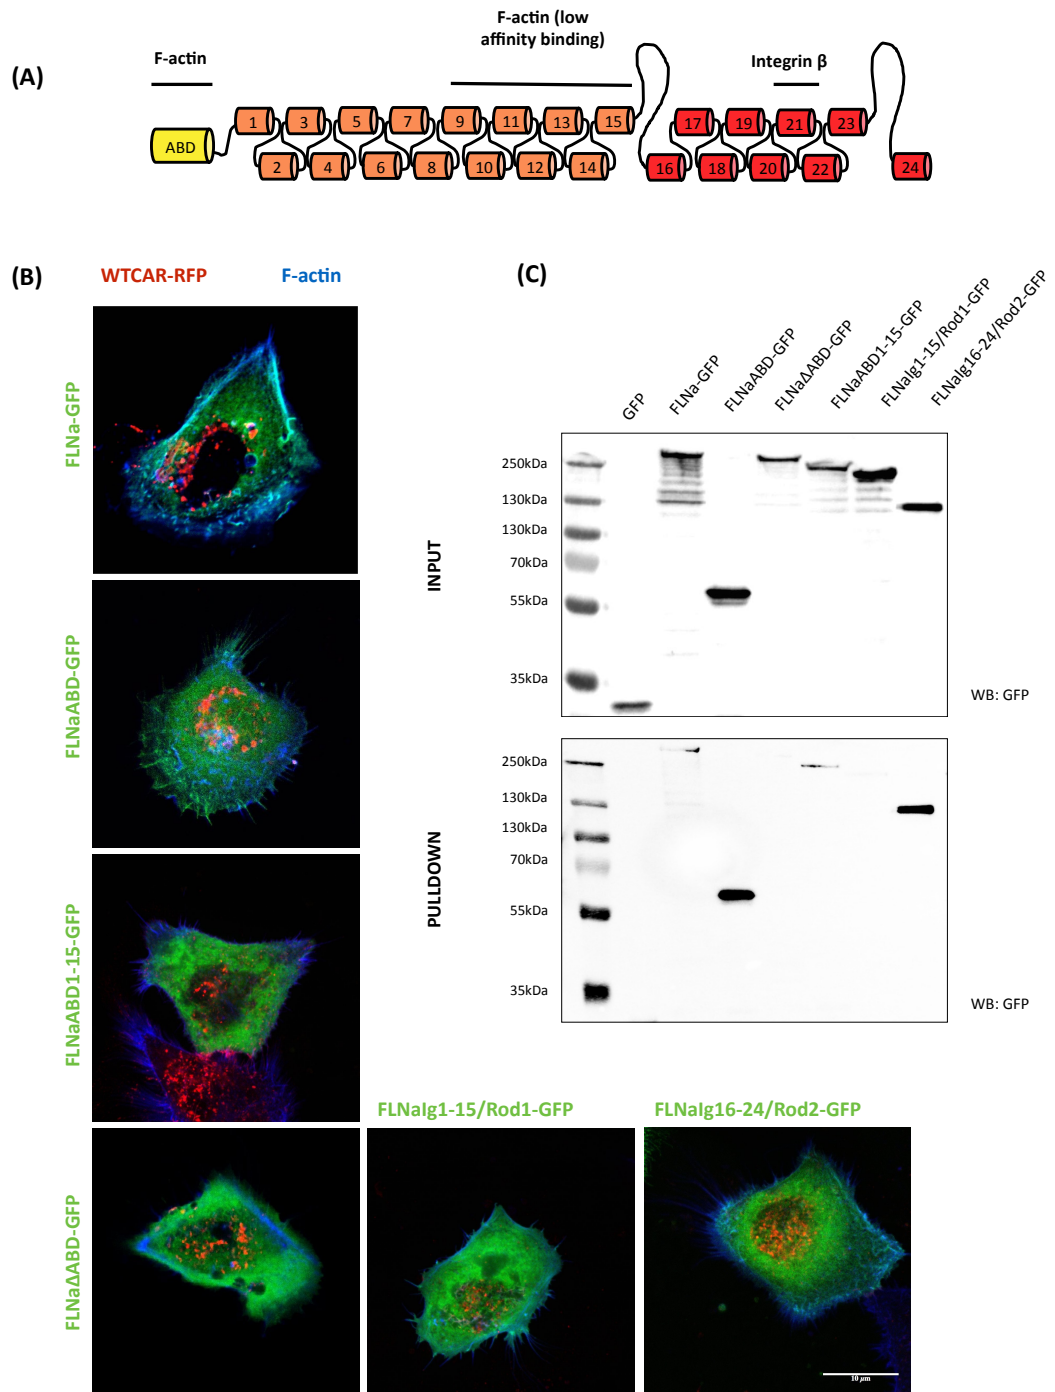 (A)
F-actin
F-actin (low
affinity binding)
Integrin β
ABD
1 3 5 7 9 11 13 15 17 19 21 23
2 4 6 8 10 12 14 16 18 20 22 24
(B)
WTCAR-RFP F-actin
FLNa-GFP
FLNaABD-GFP
FLNaABD1-15-GFP
FLNaΔABD-GFP
FLNaIg1-15/Rod1-GFP
FLNaIg16-24/Rod2-GFP
10 μm
(C)
GFP
FLNa-GFP
FLNaABD-GFP
FLNaΔABD-GFP
FLNaABD1-15-GFP
FLNaIg1-15/Rod1-GFP
FLNaIg16-24/Rod2-GFP
INPUT
250kDa
130kDa
130kDa
70kDa
55kDa
35kDa
WB: GFP
PULLDOWN
250kDa
130kDa
130kDa
70kDa
55kDa
35kDa
WB: GFP